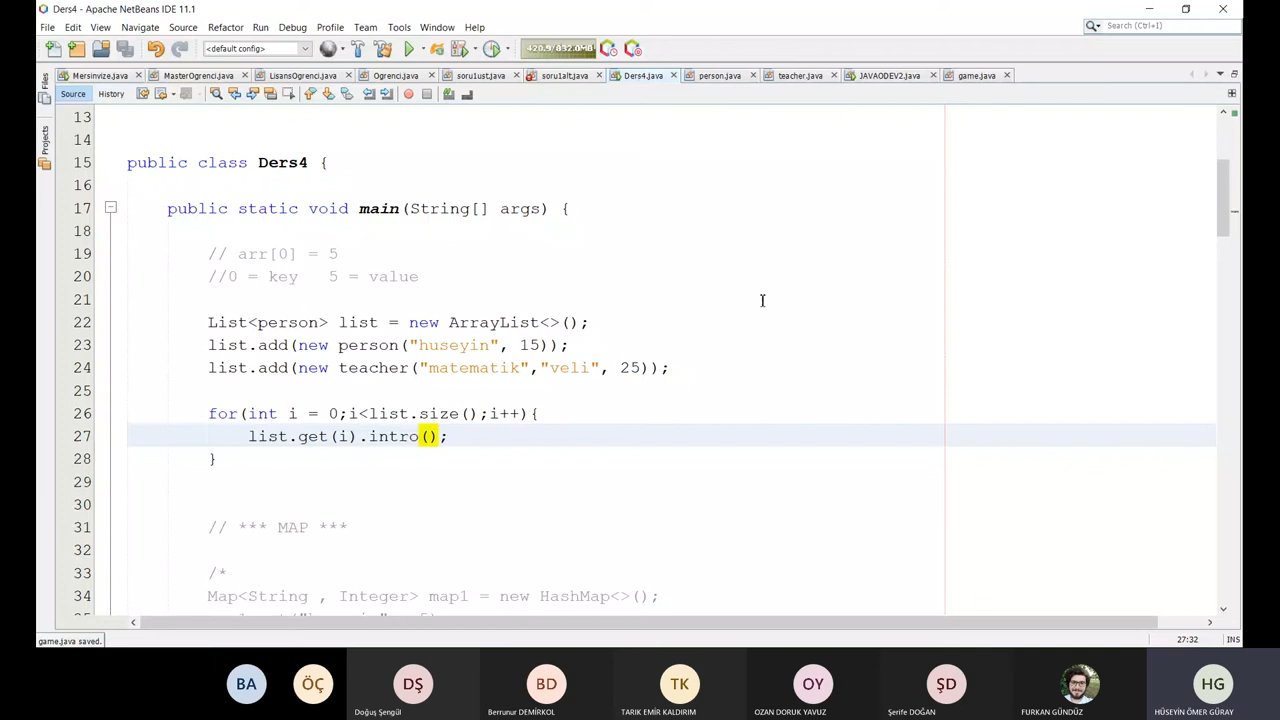 Ders4 - Apache NetBeans IDE 11.1
File Edit View Navigate Source Refactor Run Debug Profile Team Tools Window Help
Search (Ctrl+I)
<default config>
420.9/832.0MB
Mersinvize.java MasterOgrenci.java LisansOgrenci.java Ogrenci.java soru1ust.java soru1alt.java Ders4.java person.java teacher.java JAVAODEV2.java game.java
Source History
Files
Projects
13
14
15 public class Ders4 {
16
17 public static void main(String[] args) {
18
19 // arr[0] = 5
20 //0 = key 5 = value
21
22 List<person> list = new ArrayList<>();
23 list.add(new person("huseyin", 15));
24 list.add(new teacher("matematik","veli", 25));
25
26 for(int i = 0;i<list.size();i++){
27 list.get(i).intro();
28 }
29
30
31 // *** MAP ***
32
33 /*
34 Map<String , Integer> map1 = new HashMap<>();
game.java saved.
27:32 INS
BA ÖÇ DŞ BD TK OY ŞD HG
Doğuş Şengül Berrunur DEMİRKOL TARIK EMİR KALDIRIM OZAN DORUK YAVUZ Şerife DOĞAN FURKAN GÜNDÜZ HÜSEYİN ÖMER GÜRAY